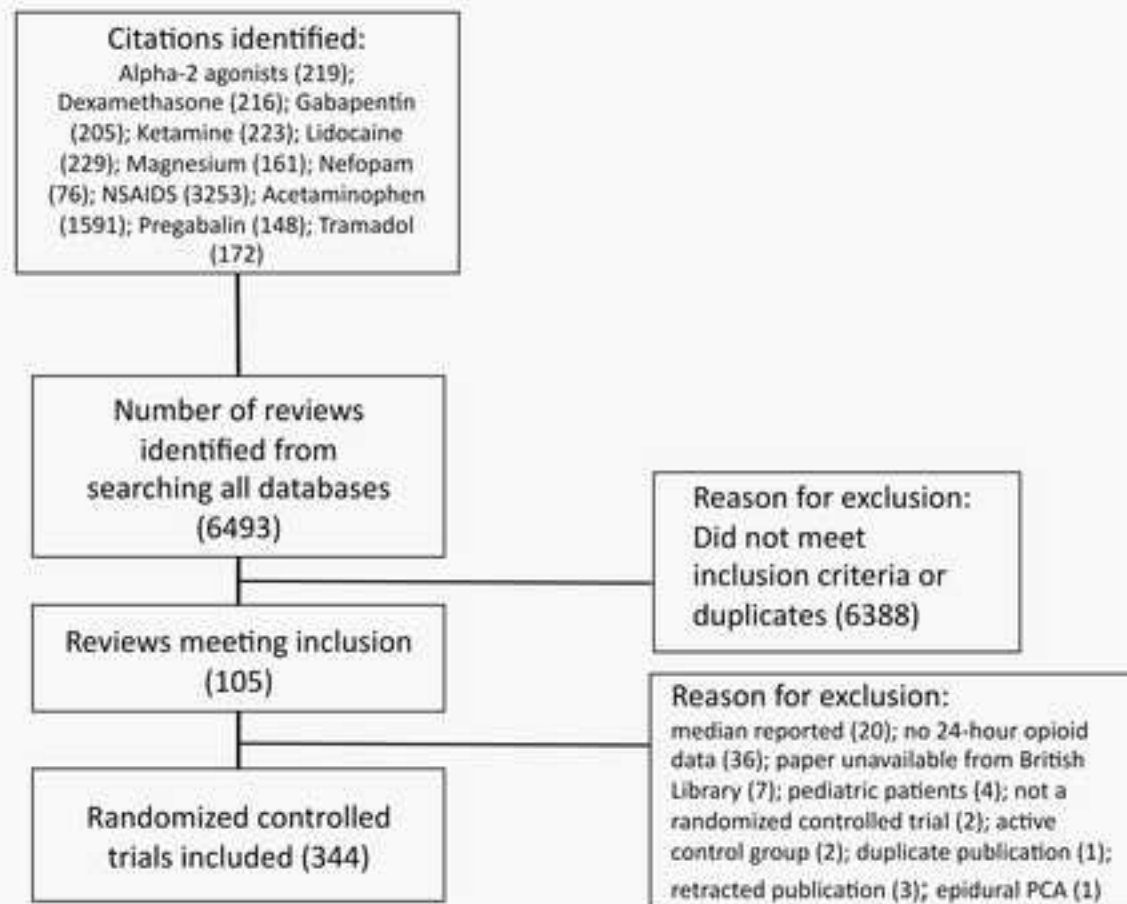 Citations identified:
Alpha-2 agonists (219);
Dexamethasone (216); Gabapentin
(205); Ketamine (223); Lidocaine
(229); Magnesium (161); Nefopam
(76); NSAIDS (3253); Acetaminophen
(1591); Pregabalin (148); Tramadol
(172)
Number of reviews
identified from
searching all databases
(6493)
Reason for exclusion:
Did not meet
inclusion criteria or
duplicates (6388)
Reviews meeting inclusion
(105)
Reason for exclusion:
median reported (20); no 24-hour opioid
data (36); paper unavailable from British
Library (7); pediatric patients (4); not a
randomized controlled trial (2); active
control group (2); duplicate publication (1);
retracted publication (3); epidural PCA (1)
Randomized controlled
trials included (344)